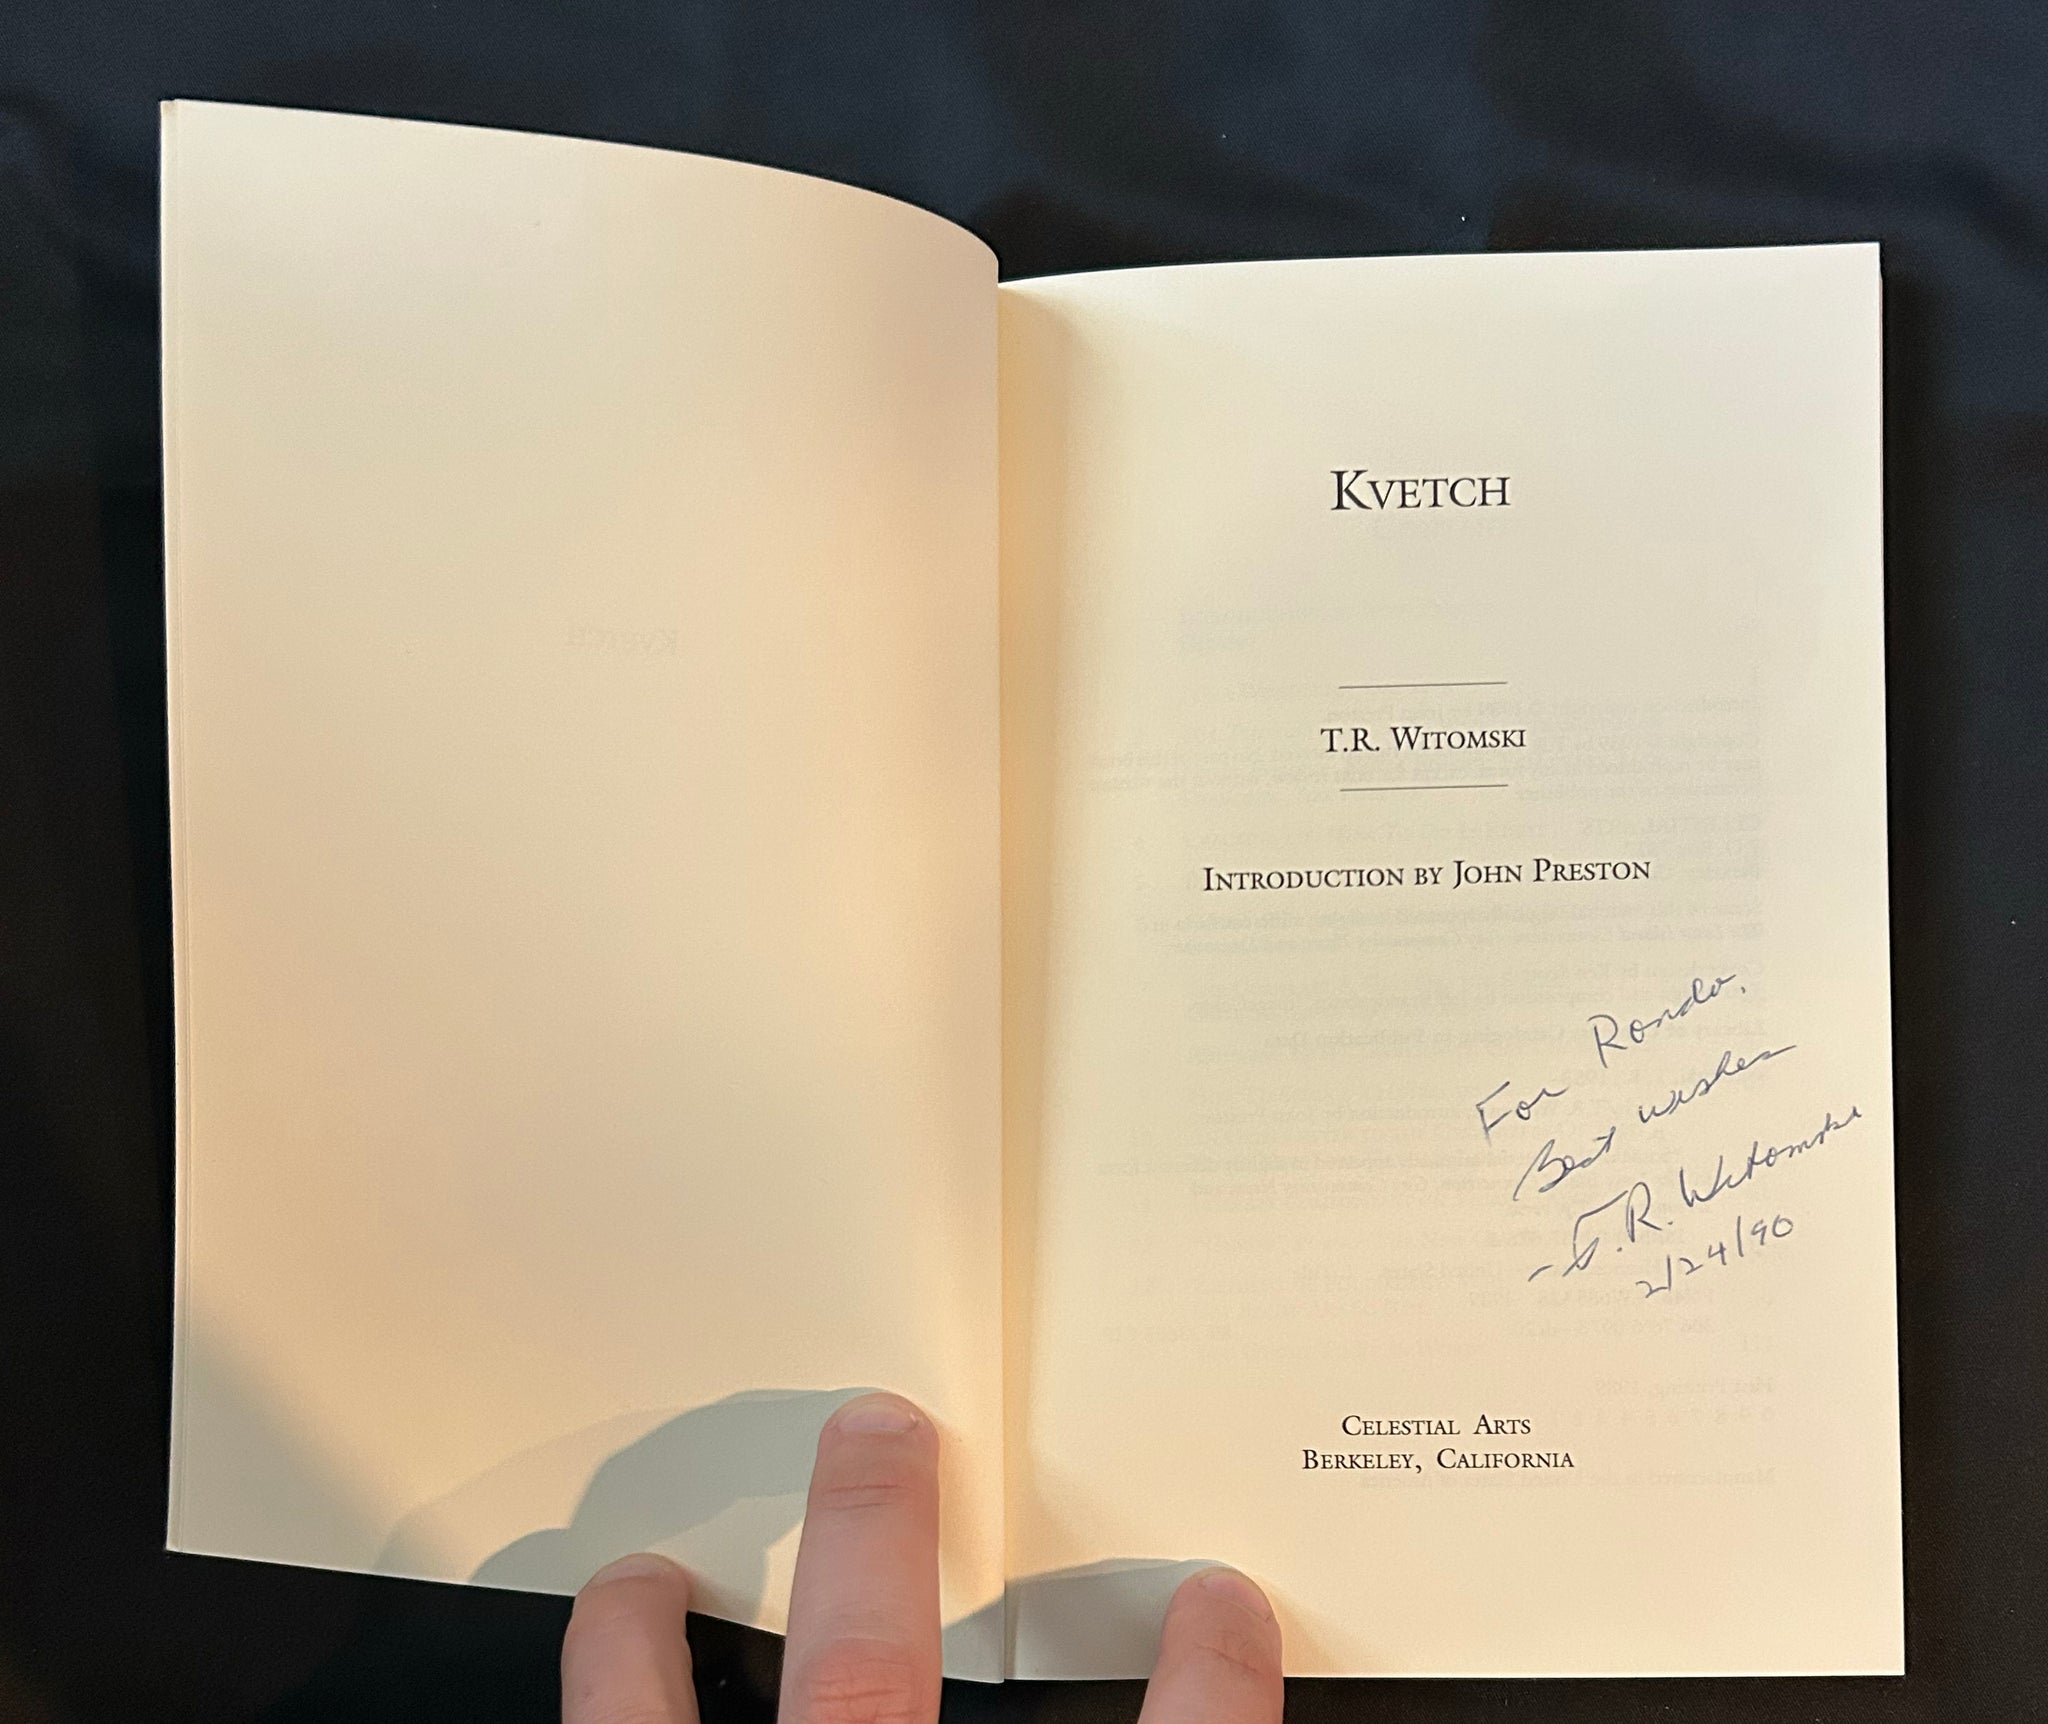 Kvetch
T.R. Witomski
Introduction by John Preston
For Rondo,
Best wishes
- T.R. Witomski
2/24/90
Celestial Arts
Berkeley, California